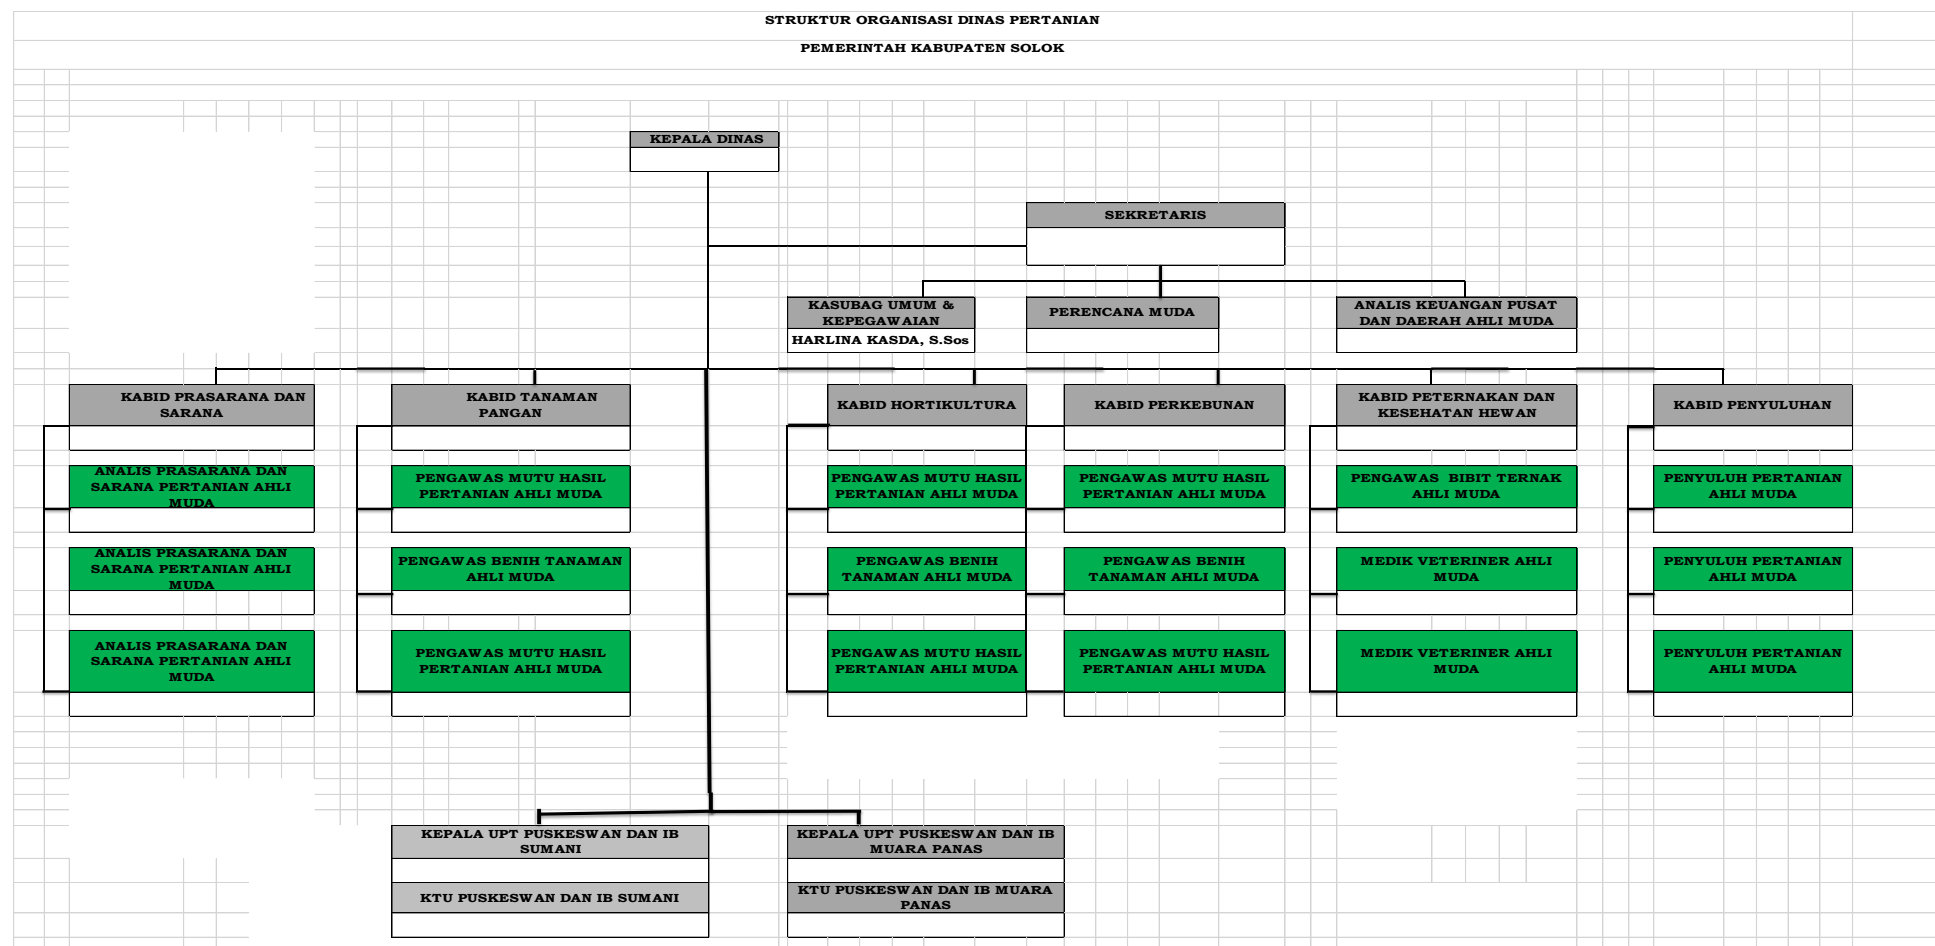 STRUKTUR ORGANISASI DINAS PERTANIAN
PEMERINTAH KABUPATEN SOLOK
KEPALA DINAS
SEKRETARIS
KASUBAG UMUM &
KEPEGAWAIAN
HARLINA KASDA, S.Sos
PERENCANA MUDA
ANALIS KEUANGAN PUSAT
DAN DAERAH AHLI MUDA
KABID PRASARANA DAN
SARANA
KABID TANAMAN
PANGAN
KABID HORTIKULTURA
KABID PERKEBUNAN
KABID PETERNAKAN DAN
KESEHATAN HEWAN
KABID PENYULUHAN
ANALIS PRASARANA DAN
SARANA PERTANIAN AHLI
MUDA
PENGAWAS MUTU HASIL
PERTANIAN AHLI MUDA
PENGAWAS MUTU HASIL
PERTANIAN AHLI MUDA
PENGAWAS MUTU HASIL
PERTANIAN AHLI MUDA
PENGAWAS BIBIT TERNAK
AHLI MUDA
PENYULUH PERTANIAN
AHLI MUDA
ANALIS PRASARANA DAN
SARANA PERTANIAN AHLI
MUDA
PENGAWAS BENIH TANAMAN
AHLI MUDA
PENGAWAS BENIH
TANAMAN AHLI MUDA
PENGAWAS BENIH
TANAMAN AHLI MUDA
MEDIK VETERINER AHLI
MUDA
PENYULUH PERTANIAN
AHLI MUDA
ANALIS PRASARANA DAN
SARANA PERTANIAN AHLI
MUDA
PENGAWAS MUTU HASIL
PERTANIAN AHLI MUDA
PENGAWAS MUTU HASIL
PERTANIAN AHLI MUDA
PENGAWAS MUTU HASIL
PERTANIAN AHLI MUDA
MEDIK VETERINER AHLI
MUDA
PENYULUH PERTANIAN
AHLI MUDA
KEPALA UPT PUSKESWAN DAN IB
SUMANI
KEPALA UPT PUSKESWAN DAN IB
MUARA PANAS
KTU PUSKESWAN DAN IB SUMANI
KTU PUSKESWAN DAN IB MUARA
PANAS